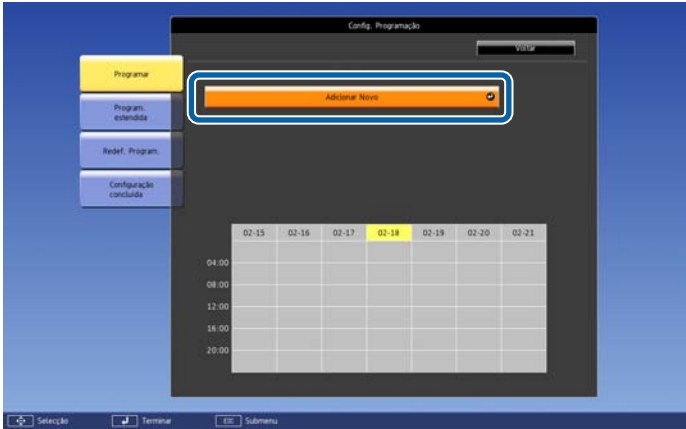 Config. Programação
Voltar
Programar
Adicionar Novo
Program.
estendida
Redef. Program.
Configuração
concluída
02-15 02-16 02-17 02-18 02-19 02-20 02-21
04:00
08:00
12:00
16:00
20:00
Selecção Terminar Esc Submenu